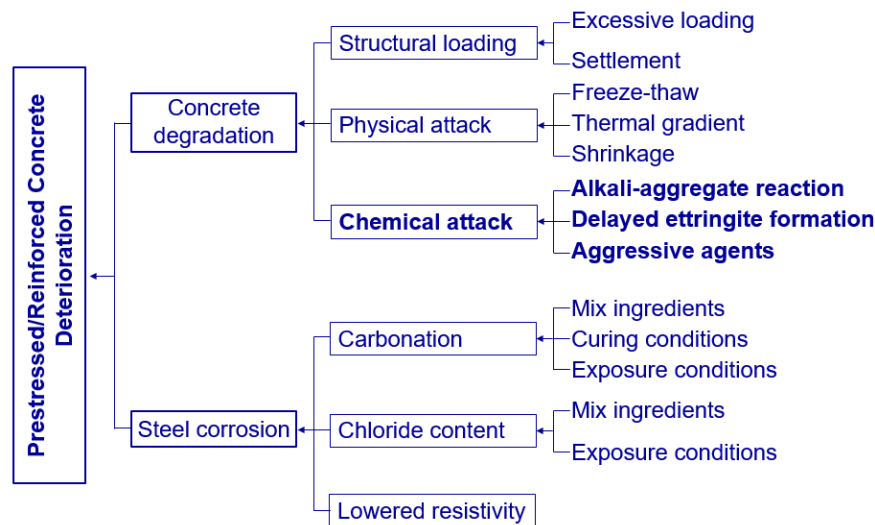 Prestressed/Reinforced Concrete
Deterioration
Concrete
degradation
Structural loading
Excessive loading
Settlement
Physical attack
Freeze-thaw
Thermal gradient
Shrinkage
Chemical attack
Alkali-aggregate reaction
Delayed ettringite formation
Aggressive agents
Steel corrosion
Carbonation
Mix ingredients
Curing conditions
Exposure conditions
Chloride content
Mix ingredients
Exposure conditions
Lowered resistivity